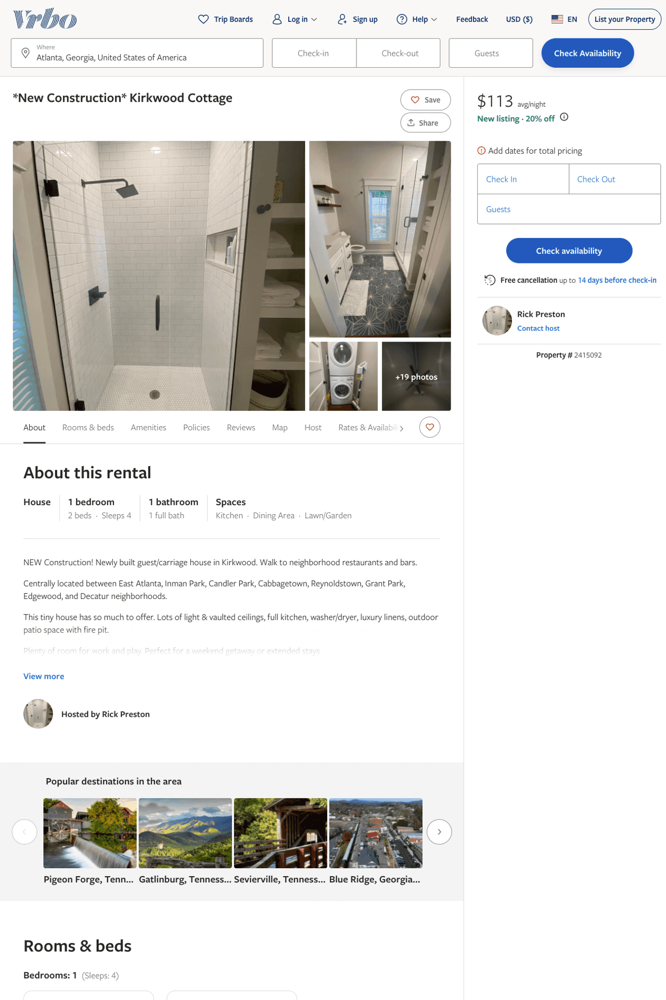 Vrbo
Trip Boards
Log in
Sign up
Help
Feedback
USD ($)
EN
List your Property
Where
Atlanta, Georgia, United States of America
Check-in
Check-out
Guests
Check Availability
*New Construction* Kirkwood Cottage
Save
Share
+19 photos
$113 avg/night
New listing · 20% off
Add dates for total pricing
Check In
Check Out
Guests
Check availability
Free cancellation up to 14 days before check-in
Rick Preston
Contact host
Property # 2415092
About
Rooms & beds
Amenities
Policies
Reviews
Map
Host
Rates & Availabili
About this rental
House
1 bedroom
2 beds · Sleeps 4
1 bathroom
1 full bath
Spaces
Kitchen · Dining Area · Lawn/Garden
NEW Construction! Newly built guest/carriage house in Kirkwood. Walk to neighborhood restaurants and bars.
Centrally located between East Atlanta, Inman Park, Candler Park, Cabbagetown, Reynoldstown, Grant Park,
Edgewood, and Decatur neighborhoods.
This tiny house has so much to offer. Lots of light & vaulted ceilings, full kitchen, washer/dryer, luxury linens, outdoor
patio space with fire pit.
Plenty of room for work and play. Perfect for a weekend getaway or extended stays
View more
Hosted by Rick Preston
Popular destinations in the area
Pigeon Forge, Tenn...
Gatlinburg, Tenness...
Sevierville, Tenness...
Blue Ridge, Georgia...
Rooms & beds
Bedrooms: 1 (Sleeps: 4)